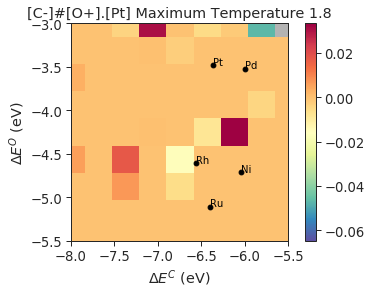 [C-]#[O+].[Pt] Maximum Temperature 1.8
−3.0
−3.5
−4.0
−4.5
−5.0
−5.5
ΔE^O (eV)
Pt
Pd
Rh
Ni
Ru
−8.0 −7.5 −7.0 −6.5 −6.0 −5.5
ΔE^C (eV)
0.02
0.00
−0.02
−0.04
−0.06